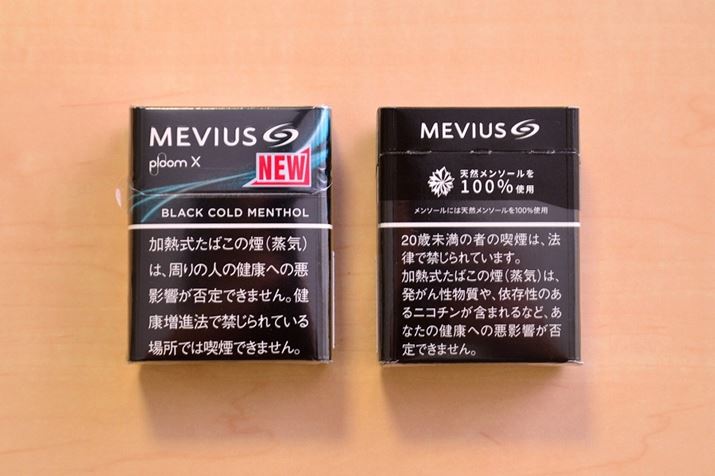 MEVIUS
ploom X
NEW
BLACK COLD MENTHOL
加熱式たばこの煙(蒸気)
は、周りの人の健康への悪
影響が否定できません。健
康増進法で禁じられている
場所では喫煙できません。
MEVIUS
天然メンソールを
100%使用
メンソールには天然メンソールを100%使用
20歳未満の者の喫煙は、法
律で禁じられています。
加熱式たばこの煙(蒸気)は、
発がん性物質や、依存性のあ
るニコチンが含まれるなど、あ
なたの健康への悪影響が否
定できません。